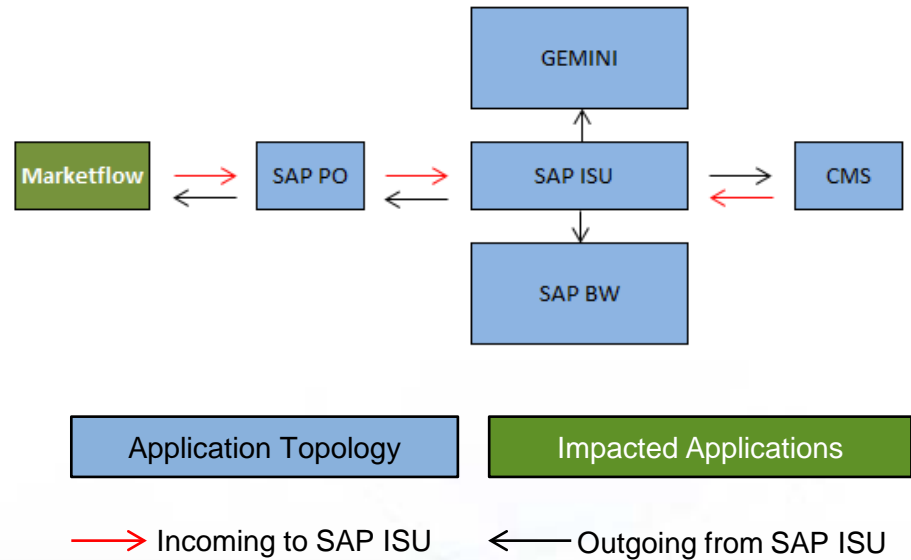 GEMINI
Marketflow
SAP PO
SAP ISU
CMS
SAP BW
Application Topology
Impacted Applications
Incoming to SAP ISU
Outgoing from SAP ISU